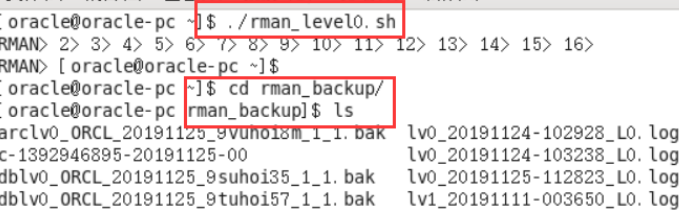 [oracle@oracle-pc ~]$ ./rman_level0.sh
RMAN> 2> 3> 4> 5> 6> 7> 8> 9> 10> 11> 12> 13> 14> 15> 16>
RMAN> [oracle@oracle-pc ~]$
[oracle@oracle-pc ~]$ cd rman_backup/
[oracle@oracle-pc rman_backup]$ ls
arclv0_ORCL_20191125_9vuhoi8m_1_1.bak lv0_20191124-102928_L0.log
c-1392946895-20191125-00 lv0_20191124-103238_L0.log
dblv0_ORCL_20191125_9suhoi35_1_1.bak lv0_20191125-112823_L0.log
dblv0_ORCL_20191125_9tuhoi57_1_1.bak lv1_20191111-003650_L0.log